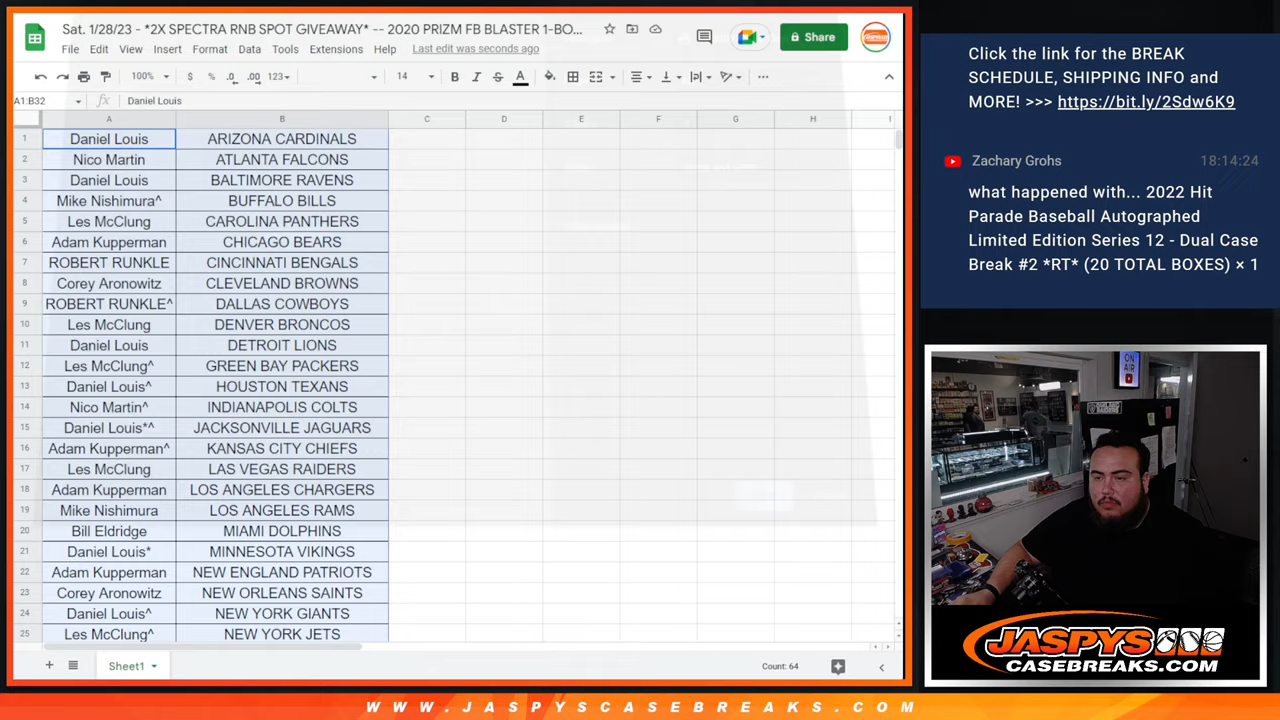 Sat. 1/28/23 - *2X SPECTRA RNB SPOT GIVEAWAY* -- 2020 PRIZM FB BLASTER 1-BO...
File Edit View Insert Format Data Tools Extensions Help Last edit was seconds ago
Share
100% $ % .0 .00 123 14 B I S A
A1:B32 fx Daniel Louis
A B C D E F G H I
1 Daniel Louis ARIZONA CARDINALS
2 Nico Martin ATLANTA FALCONS
3 Daniel Louis BALTIMORE RAVENS
4 Mike Nishimura^ BUFFALO BILLS
5 Les McClung CAROLINA PANTHERS
6 Adam Kupperman CHICAGO BEARS
7 ROBERT RUNKLE CINCINNATI BENGALS
8 Corey Aronowitz CLEVELAND BROWNS
9 ROBERT RUNKLE^ DALLAS COWBOYS
10 Les McClung DENVER BRONCOS
11 Daniel Louis DETROIT LIONS
12 Les McClung^ GREEN BAY PACKERS
13 Daniel Louis^ HOUSTON TEXANS
14 Nico Martin^ INDIANAPOLIS COLTS
15 Daniel Louis*^ JACKSONVILLE JAGUARS
16 Adam Kupperman^ KANSAS CITY CHIEFS
17 Les McClung LAS VEGAS RAIDERS
18 Adam Kupperman LOS ANGELES CHARGERS
19 Mike Nishimura LOS ANGELES RAMS
20 Bill Eldridge MIAMI DOLPHINS
21 Daniel Louis* MINNESOTA VIKINGS
22 Adam Kupperman NEW ENGLAND PATRIOTS
23 Corey Aronowitz NEW ORLEANS SAINTS
24 Daniel Louis^ NEW YORK GIANTS
25 Les McClung^ NEW YORK JETS
Sheet1
Count: 64
Click the link for the BREAK
SCHEDULE, SHIPPING INFO and
MORE! >>> https://bit.ly/2Sdw6K9
Zachary Grohs 18:14:24
what happened with... 2022 Hit
Parade Baseball Autographed
Limited Edition Series 12 - Dual Case
Break #2 *RT* (20 TOTAL BOXES) × 1
ON
AIR
JASPYS
CASEBREAKS.COM
WWW.JASPYSCASEBREAKS.COM